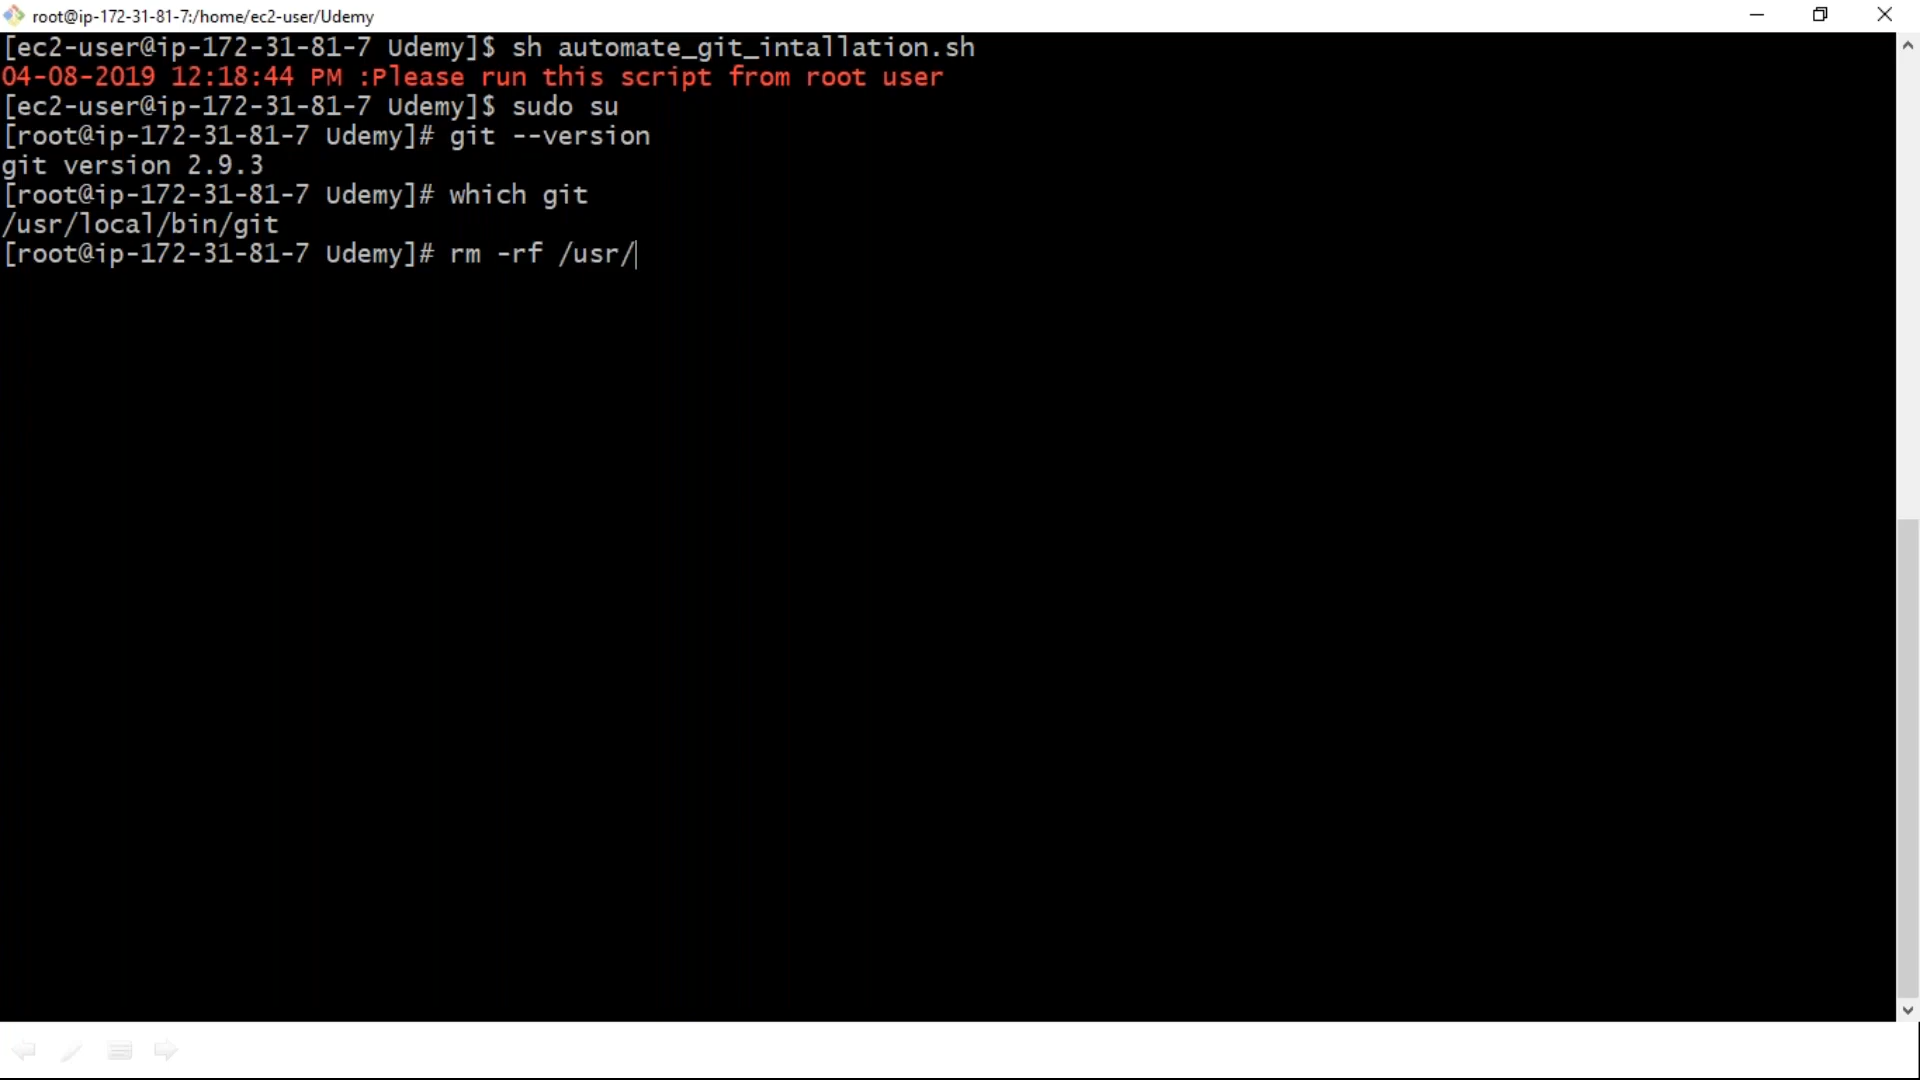 root@ip-172-31-81-7:/home/ec2-user/Udemy
[ec2-user@ip-172-31-81-7 Udemy]$ sh automate_git_intallation.sh
04-08-2019 12:18:44 PM :Please run this script from root user
[ec2-user@ip-172-31-81-7 Udemy]$ sudo su
[root@ip-172-31-81-7 Udemy]# git --version
git version 2.9.3
[root@ip-172-31-81-7 Udemy]# which git
/usr/local/bin/git
[root@ip-172-31-81-7 Udemy]# rm -rf /usr/